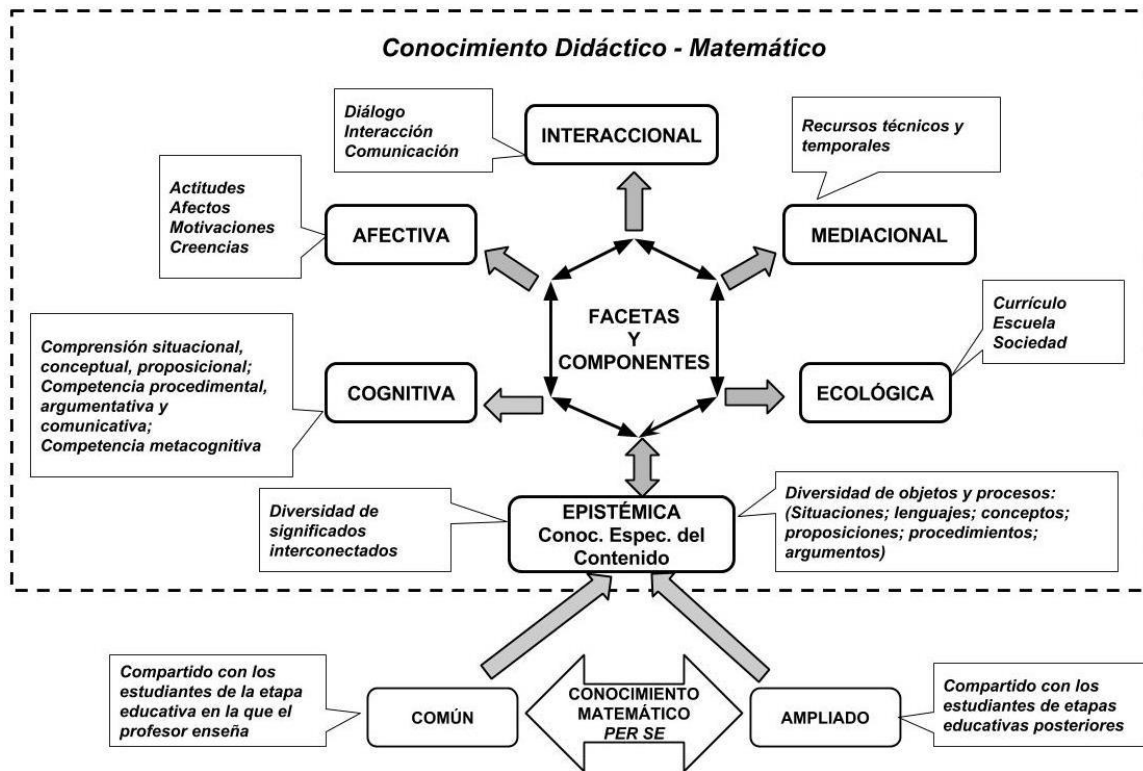 Conocimiento Didáctico - Matemático
Diálogo
Interacción
Comunicación
INTERACCIONAL
Recursos técnicos y
temporales
Actitudes
Afectos
Motivaciones
Creencias
AFECTIVA
MEDIACIONAL
FACETAS
Y
COMPONENTES
Currículo
Escuela
Sociedad
Comprensión situacional,
conceptual, proposicional;
Competencia procedimental,
argumentativa y
comunicativa;
Competencia metacognitiva
COGNITIVA
ECOLÓGICA
Diversidad de
significados
interconectados
EPISTÉMICA
Conoc. Espec. del
Contenido
Diversidad de objetos y procesos:
(Situaciones; lenguajes; conceptos;
proposiciones; procedimientos;
argumentos)
Compartido con los
estudiantes de la etapa
educativa en la que el
profesor enseña
COMÚN
CONOCIMIENTO
MATEMÁTICO
PER SE
AMPLIADO
Compartido con los
estudiantes de etapas
educativas posteriores